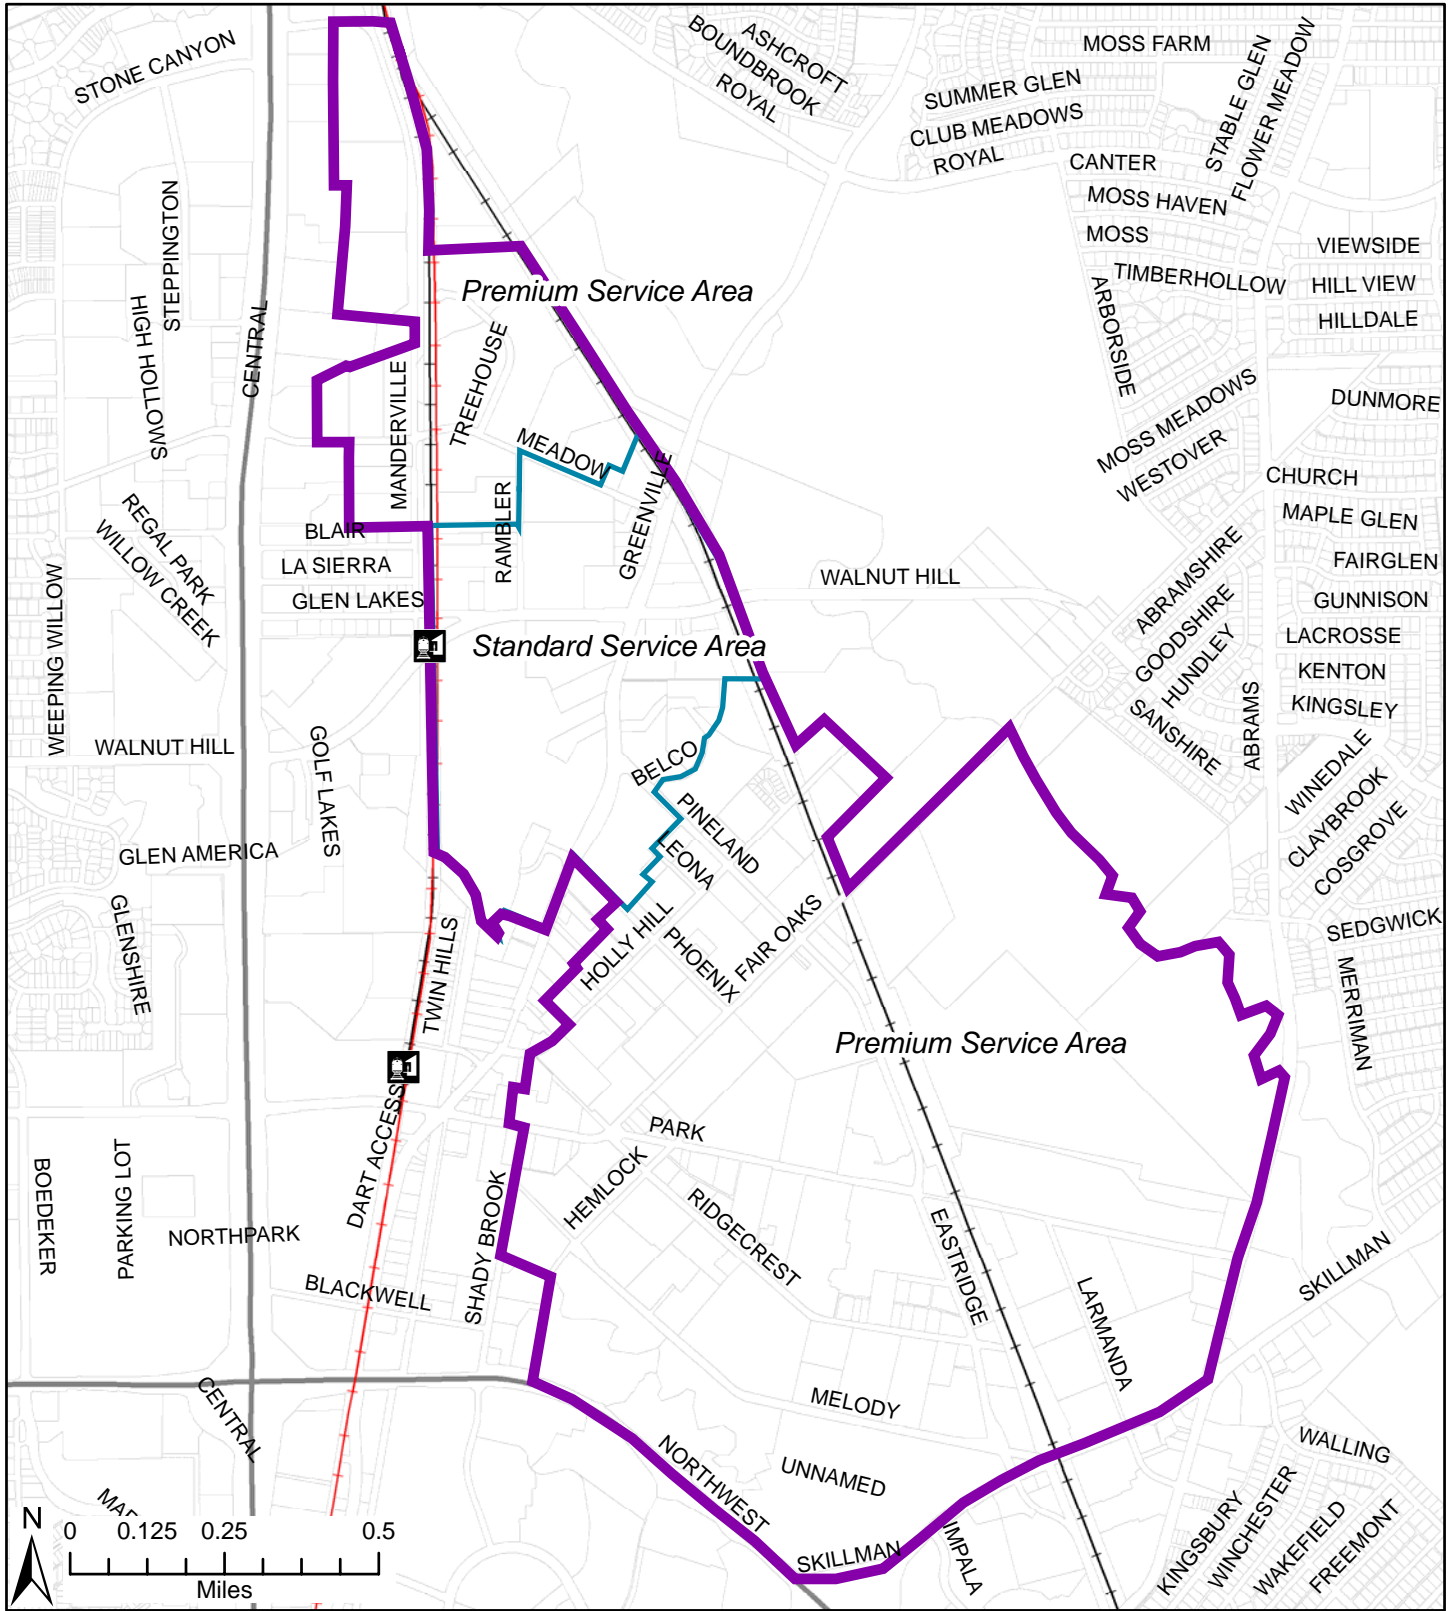 STONE CANYON
ASHCROFT
BOUNDBROOK
ROYAL
MOSS FARM
SUMMER GLEN
CLUB MEADOWS
ROYAL
STABLE GLEN
FLOWER MEADOW
CANTER
MOSS HAVEN
MOSS
TIMBERHOLLOW
VIEWSIDE
HILL VIEW
HILLDALE
STEPPINGTON
HIGH HOLLOWS
CENTRAL
Premium Service Area
TREEHOUSE
MANDERVILLE
MEADOW
ARBORSIDE
MOSS MEADOWS
WESTOVER
DUNMORE
CHURCH
MAPLE GLEN
FAIRGLEN
GUNNISON
LACROSSE
KENTON
KINGSLEY
REGAL PARK
WILLOW CREEK
WEEPING WILLOW
BLAIR
LA SIERRA
GLEN LAKES
RAMBLER
GREENVILLE
WALNUT HILL
ABRAMSHIRE
GOODSHIRE
HUNDLEY
SANSHIRE
ABRAMS
Standard Service Area
WALNUT HILL
GOLF LAKES
GLEN AMERICA
GLENSHIRE
BELCO
PINELAND
LEONA
WINEDALE
CLAYBROOK
COSGROVE
SEDGWICK
MERRIMAN
TWIN HILLS
HOLLY HILL
PHOENIX
FAIR OAKS
Premium Service Area
DART ACCESS
PARK
HEMLOCK
RIDGECREST
SHADY BROOK
BOEDEKER
PARKING LOT
NORTHPARK
BLACKWELL
EASTRIDGE
LARMANDA
SKILLMAN
CENTRAL
MELODY
NORTHWEST
UNNAMED
SKILLMAN
IMPALA
WALLING
KINGSBURY
WINCHESTER
WAKEFIELD
FREEMONT
N
0 0.125 0.25 0.5
Miles